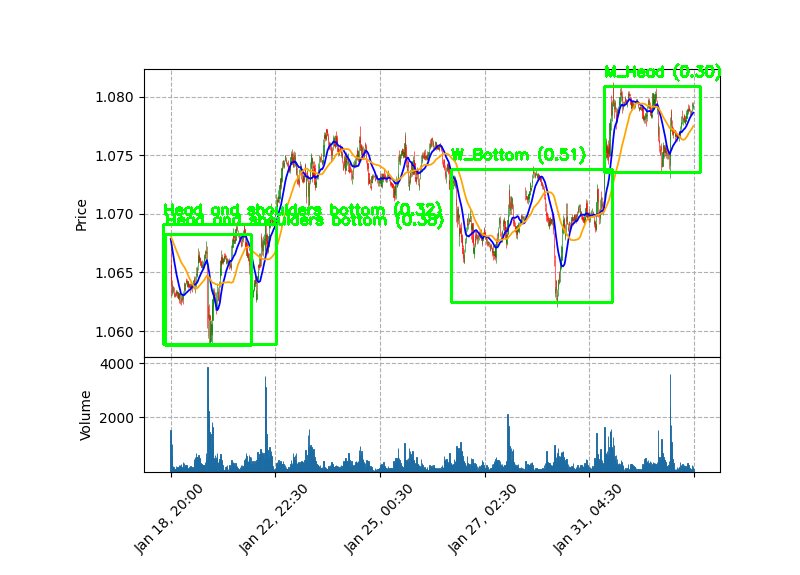 M_Head (0.30)
1.080
W_Bottom (0.51)
1.075
Head and shoulders bottom (0.32)
Head and shoulders bottom (0.38)
1.070
Price
1.065
1.060
4000
2000
Volume
Jan 18, 20:00
Jan 22, 22:30
Jan 25, 00:30
Jan 27, 02:30
Jan 31, 04:30